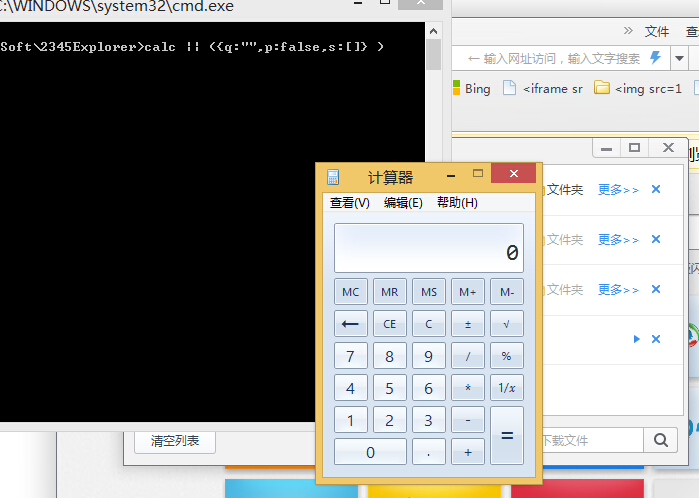 C:\WINDOWS\system32\cmd.exe
Soft\2345Explorer>calc || ({q:"",p:false,s:[]} )
文件
输入网址访问，输入文字搜索
Bing
<iframe sr
<img src=1
计算器
查看(V) 编辑(E) 帮助(H)
0
MC MR MS M+ M-
← CE C ± √
7 8 9 / %
4 5 6 * 1/x
1 2 3 - =
0 . +
文件夹 更多>>
文件夹 更多>>
文件夹 更多>>
清空列表
下载文件